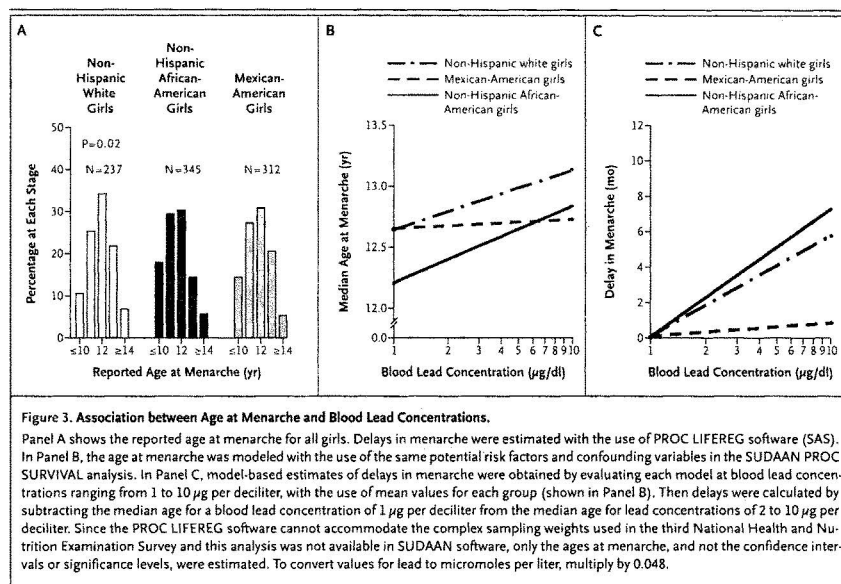 A
Non-
Hispanic
White
Girls
Non-
Hispanic
African-
American
Girls
Mexican-
American
Girls
P=0.02
N=237
N=345
N=312
Percentage at Each Stage
50
40
30
20
10
0
≤10 12 ≥14
≤10 12 ≥14
≤10 12 ≥14
Reported Age at Menarche (yr)
B
Non-Hispanic white girls
Mexican-American girls
Non-Hispanic African-
American girls
Median Age at Menarche (yr)
13.5
13.0
12.5
12.0
0.0
1 2 3 4 5 6 7 8 9 10
Blood Lead Concentration (µg/dl)
C
Non-Hispanic white girls
Mexican-American girls
Non-Hispanic African-
American girls
Delay in Menarche (mo)
12
10
8
6
4
2
0
1 2 3 4 5 6 7 8 9 10
Blood Lead Concentration (µg/dl)
Figure 3. Association between Age at Menarche and Blood Lead Concentrations.
Panel A shows the reported age at menarche for all girls. Delays in menarche were estimated with the use of PROC LIFEREG software (SAS).
In Panel B, the age at menarche was modeled with the use of the same potential risk factors and confounding variables in the SUDAAN PROC
SURVIVAL analysis. In Panel C, model-based estimates of delays in menarche were obtained by evaluating each model at blood lead concen-
trations ranging from 1 to 10 µg per deciliter, with the use of mean values for each group (shown in Panel B). Then delays were calculated by
subtracting the median age for a blood lead concentration of 1 µg per deciliter from the median age for lead concentrations of 2 to 10 µg per
deciliter. Since the PROC LIFEREG software cannot accommodate the complex sampling weights used in the third National Health and Nu-
trition Examination Survey and this analysis was not available in SUDAAN software, only the ages at menarche, and not the confidence inter-
vals or significance levels, were estimated. To convert values for lead to micromoles per liter, multiply by 0.048.